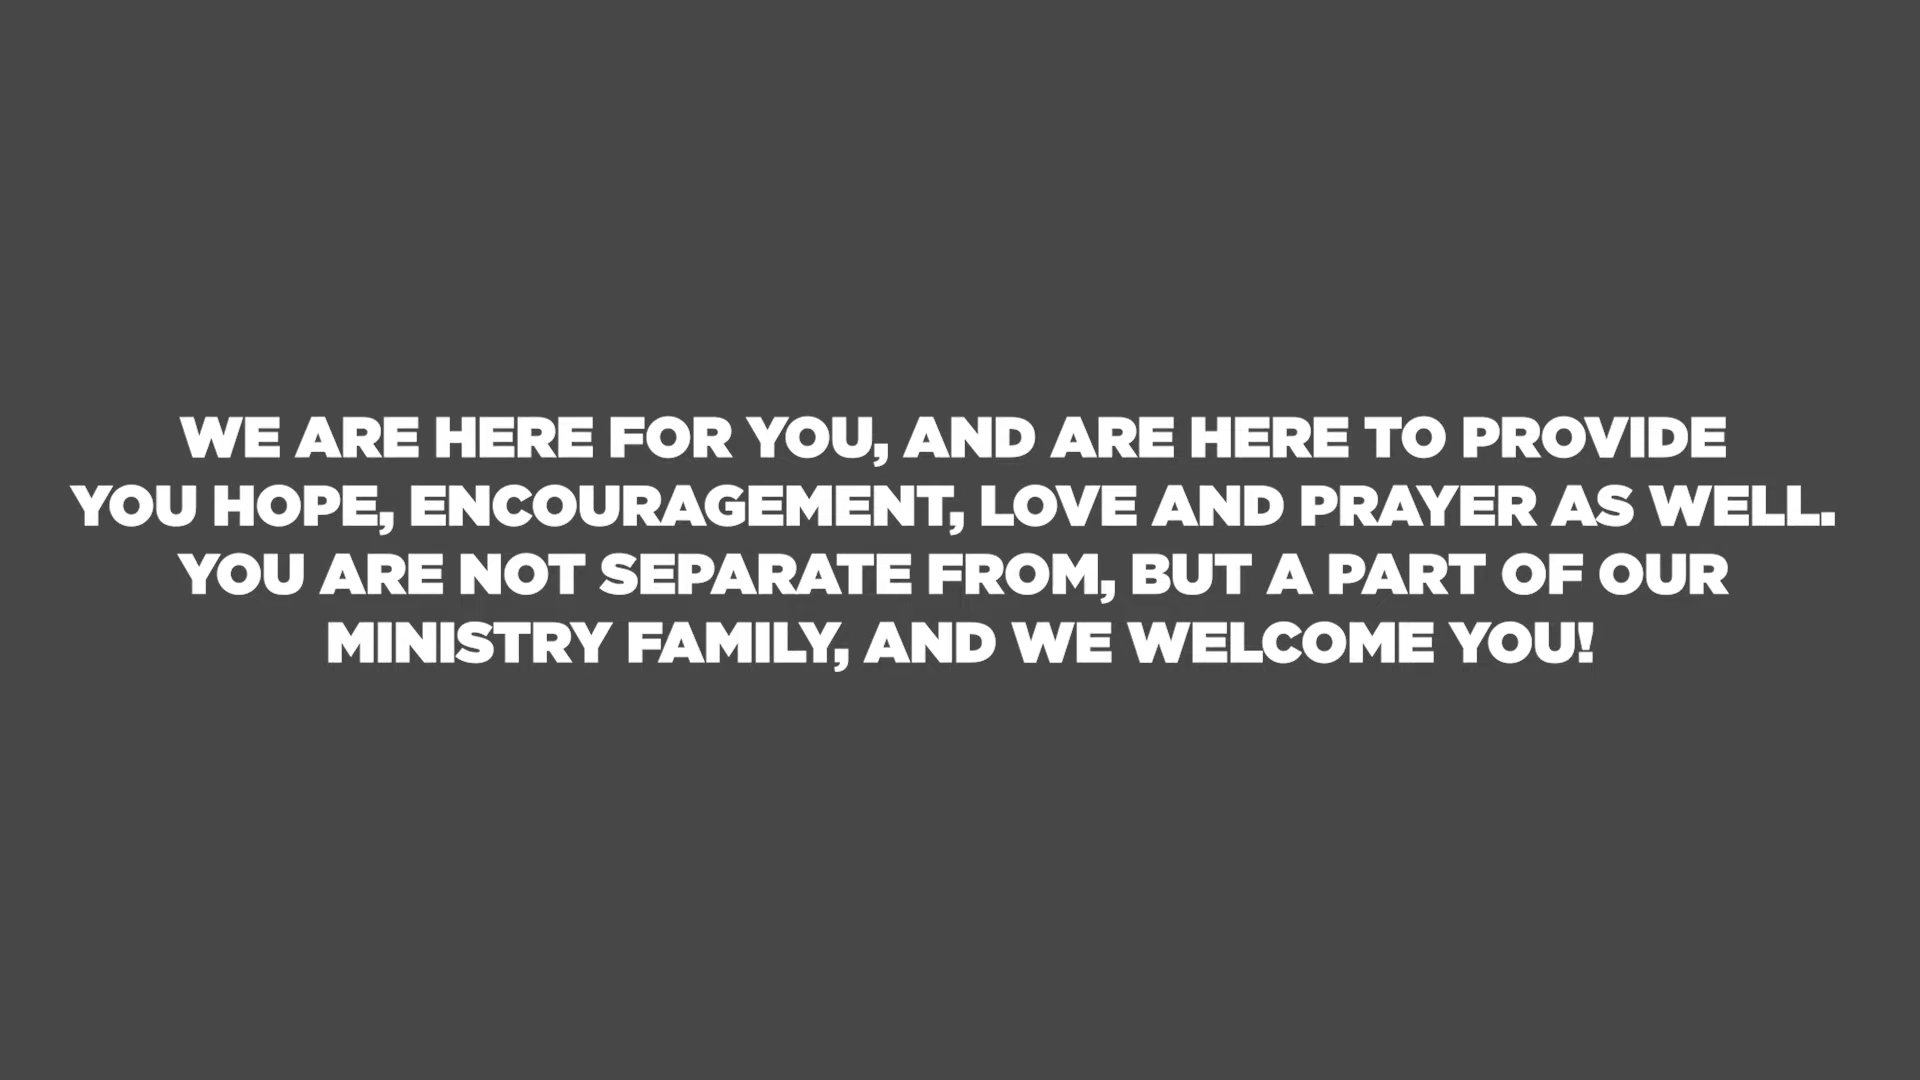 WE ARE HERE FOR YOU, AND ARE HERE TO PROVIDE
YOU HOPE, ENCOURAGEMENT, LOVE AND PRAYER AS WELL.
YOU ARE NOT SEPARATE FROM, BUT A PART OF OUR
MINISTRY FAMILY, AND WE WELCOME YOU!